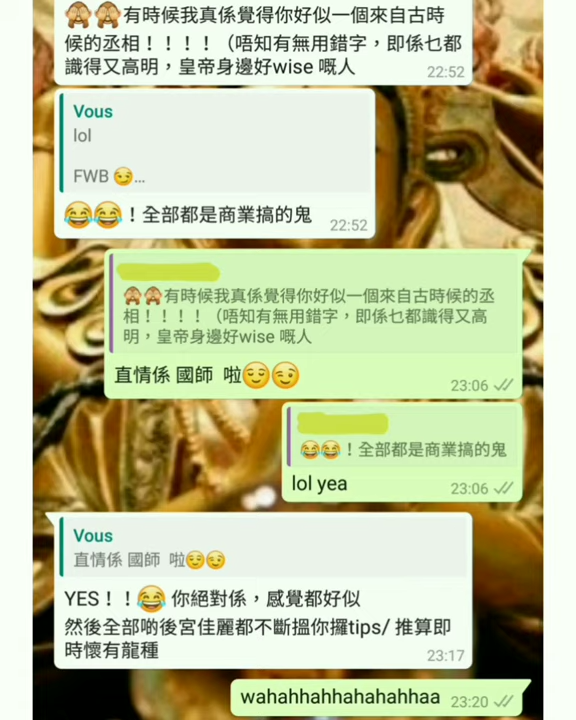 🙈🙈有時候我真係覺得你好似一個來自古時
候的丞相！！！！（唔知有無用錯字，即係乜都
識得又高明，皇帝身邊好wise 嘅人
22:52
Vous
lol
FWB 😏...
😂😂！全部都是商業搞的鬼
22:52
🙈🙈有時候我真係覺得你好似一個來自古時候的丞
相！！！！（唔知有無用錯字，即係乜都識得又高
明，皇帝身邊好wise 嘅人
直情係 國師 啦😌😉
23:06
😂😂！全部都是商業搞的鬼
lol yea
23:06
Vous
直情係 國師 啦😌😉
YES！！😂 你絕對係，感覺都好似
然後全部啲後宮佳麗都不斷搵你攞tips/ 推算即
時懷有龍種
23:17
wahahhahhahahahhaa 23:20